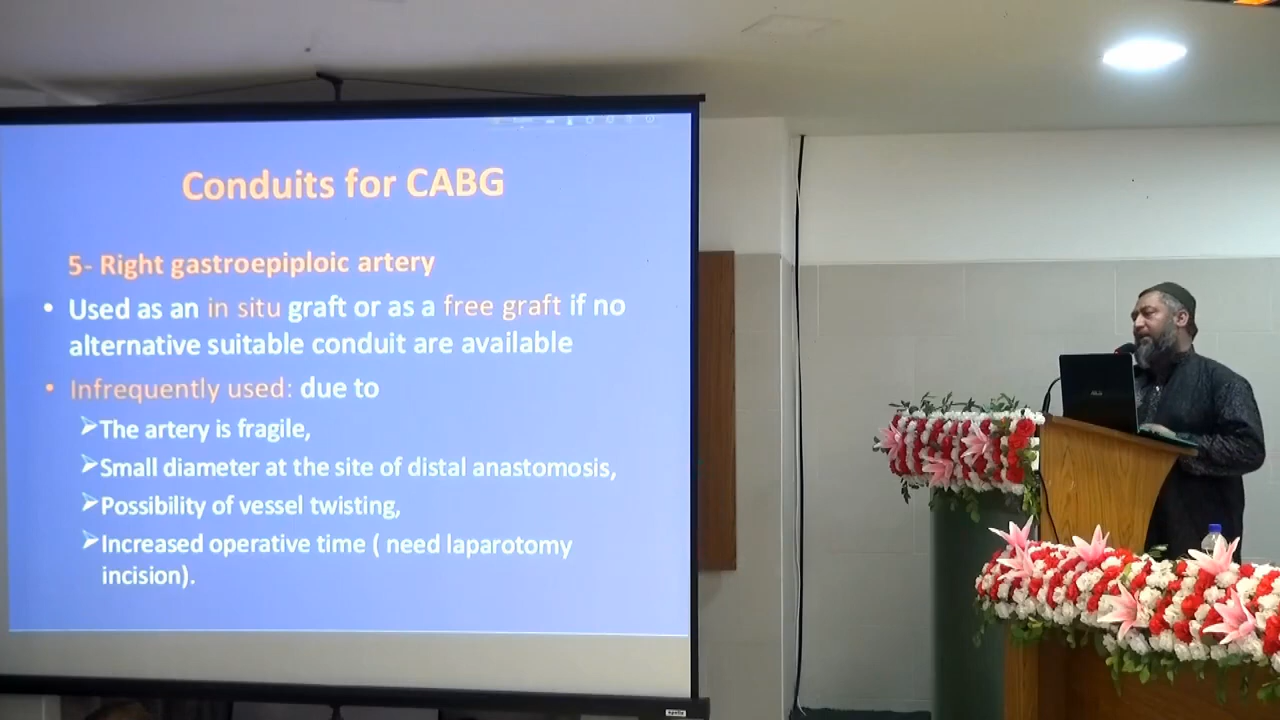 Conduits for CABG
5- Right gastroepiploic artery
• Used as an in situ graft or as a free graft if no
alternative suitable conduit are available
• Infrequently used: due to
➢The artery is fragile,
➢Small diameter at the site of distal anastomosis,
➢Possibility of vessel twisting,
➢Increased operative time ( need laparotomy
incision).